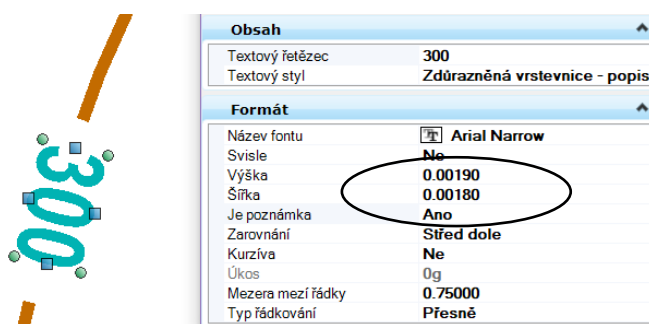 300
Obsah
Textový řetězec 300
Textový styl Zdůrazněná vrstevnice - popis
Formát
Název fontu Arial Narrow
Svisle Ne
Výška 0.00190
Šířka 0.00180
Je poznámka Ano
Zarovnání Střed dole
Kurzíva Ne
Úkos 0g
Mezera mezí řádky 0.75000
Typ řádkování Přesně